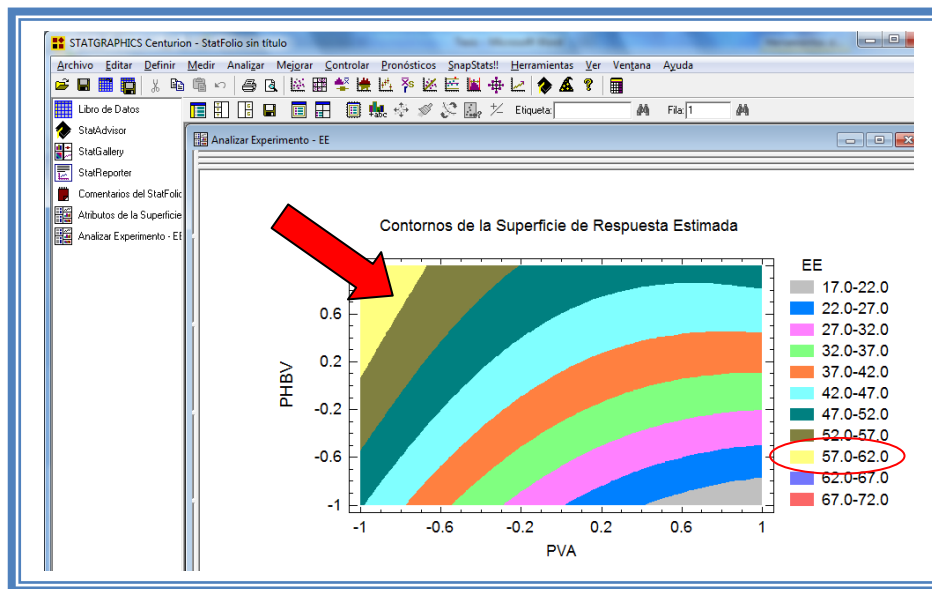 STATGRAPHICS Centurion - StatFolio sin título
Archivo Editar Definir Medir Analizar Mejorar Controlar Pronósticos SnapStats!! Herramientas Ver Ventana Ayuda
Etiqueta: Fila: 1
Libro de Datos
StatAdvisor
StatGallery
StatReporter
Comentarios del StatFolio
Atributos de la Superficie
Analizar Experimento - EE
Analizar Experimento - EE
Contornos de la Superficie de Respuesta Estimada
EE
17.0-22.0
22.0-27.0
27.0-32.0
32.0-37.0
37.0-42.0
42.0-47.0
47.0-52.0
52.0-57.0
57.0-62.0
62.0-67.0
67.0-72.0
PHBV
0.6
0.2
-0.2
-0.6
-1
-1 -0.6 -0.2 0.2 0.6 1
PVA